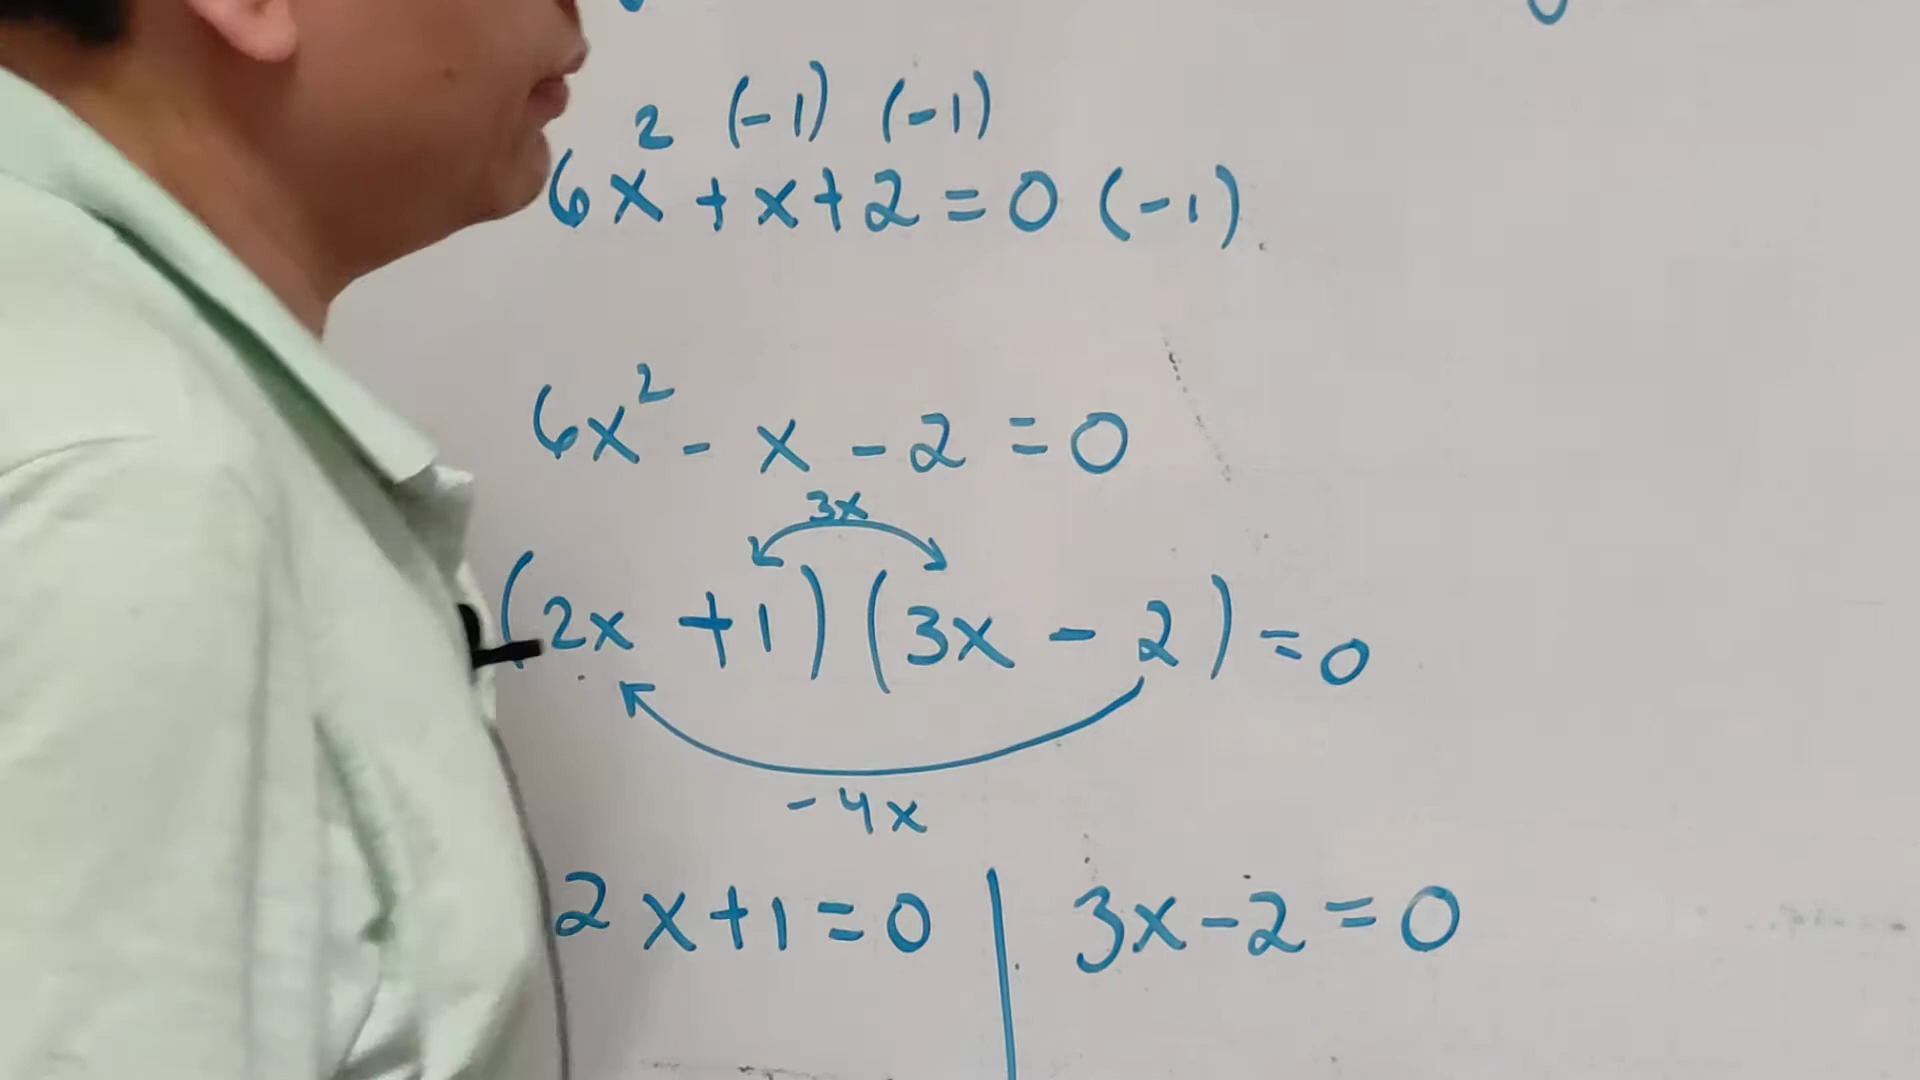 (-1) (-1)
6x² + x + 2 = 0 (-1)
6x² - x - 2 = 0
3x
(2x + 1) (3x - 2) = 0
-4x
2x + 1 = 0 | 3x - 2 = 0